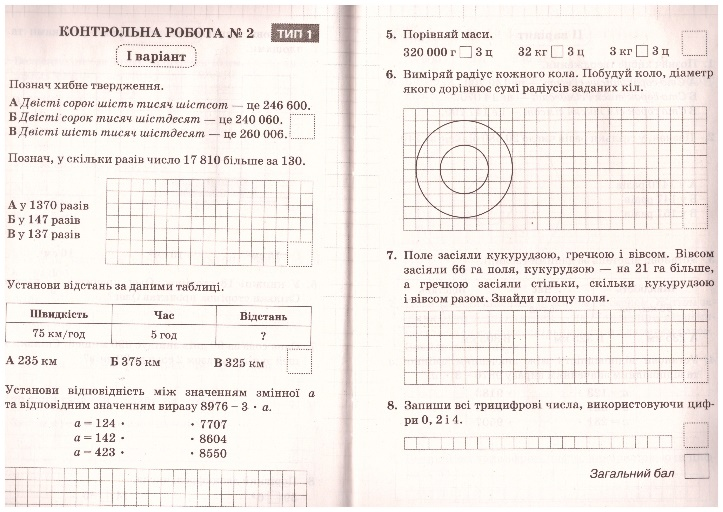 КОНТРОЛЬНА РОБОТА № 2 ТИП 1
І варіант
Познач хибне твердження.
А Двісті сорок шість тисяч шістсот — це 246 600.
Б Двісті сорок тисяч шістдесят — це 240 060.
В Двісті шість тисяч шістдесят — це 260 006.
Познач, у скільки разів число 17 810 більше за 130.
А у 1370 разів
Б у 147 разів
В у 137 разів
Установи відстань за даними таблиці.
Швидкість Час Відстань
75 км/год 5 год ?
А 235 км Б 375 км В 325 км
Установи відповідність між значенням змінної а
та відповідним значенням виразу 8976 – 3 · а.
а = 124 · · 7707
а = 142 · · 8604
а = 423 · · 8550
5. Порівняй маси.
320 000 г □ 3 ц 32 кг □ 3 ц 3 кг □ 3 ц
6. Виміряй радіус кожного кола. Побудуй коло, діаметр
якого дорівнює сумі радіусів заданих кіл.
7. Поле засіяли кукурудзою, гречкою і вівсом. Вівсом
засіяли 66 га поля, кукурудзою — на 21 га більше,
а гречкою засіяли стільки, скільки кукурудзою
і вівсом разом. Знайди площу поля.
8. Запиши всі трицифрові числа, використовуючи циф-
ри 0, 2 і 4.
Загальний бал